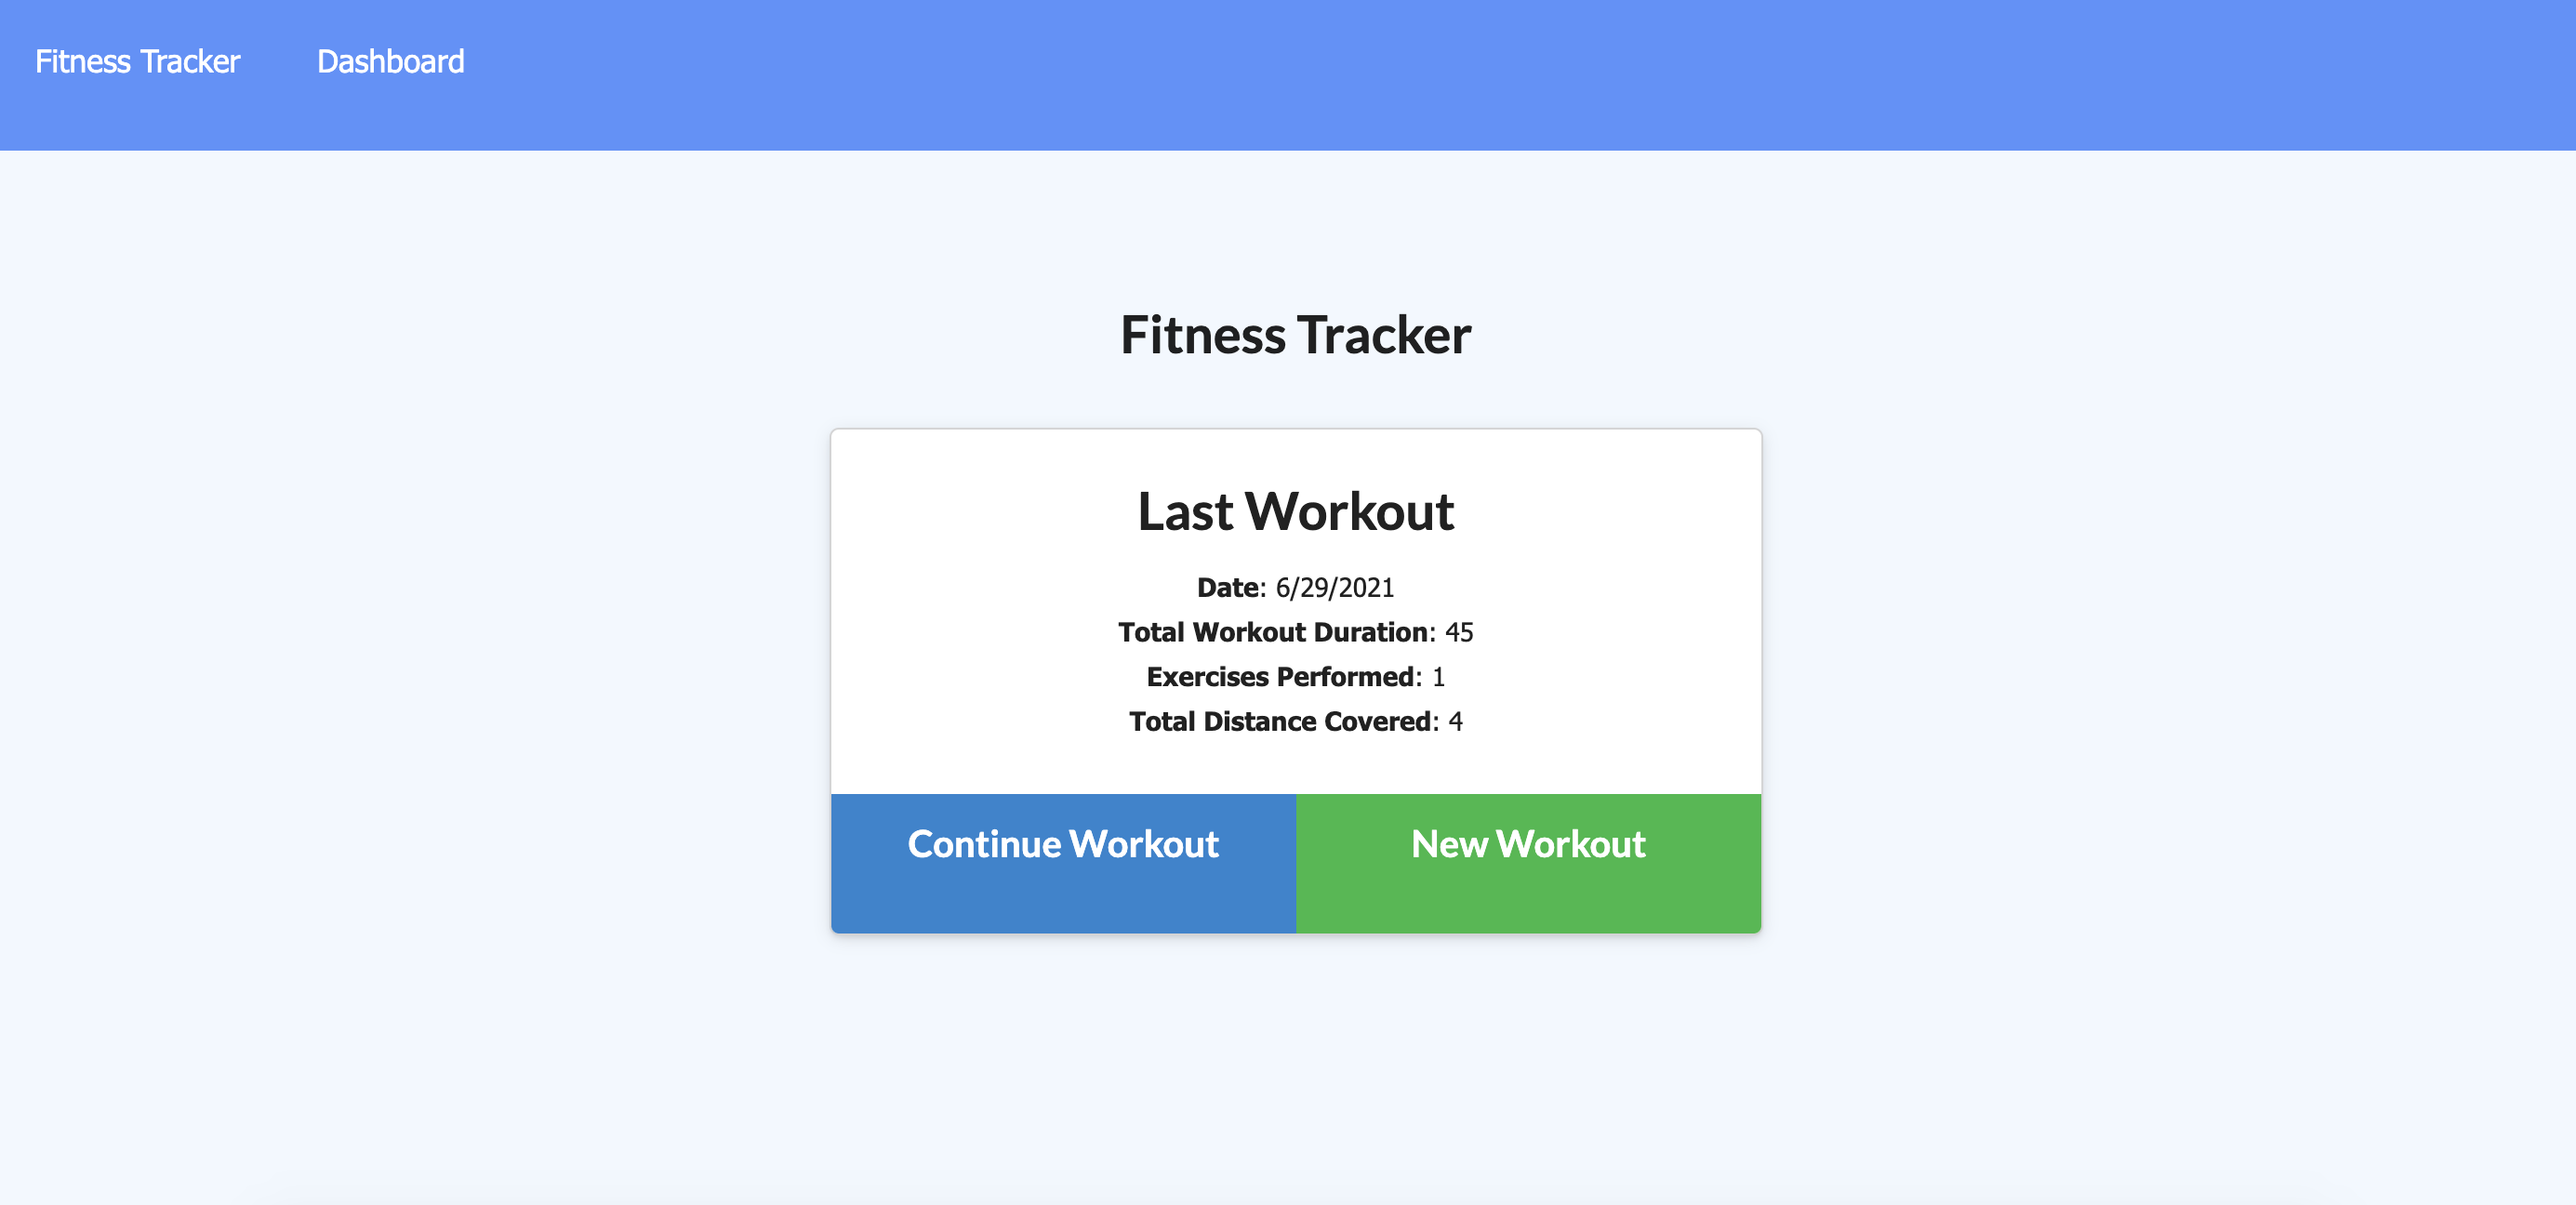 Fitness Tracker Dashboard
Fitness Tracker
Last Workout
Date: 6/29/2021
Total Workout Duration: 45
Exercises Performed: 1
Total Distance Covered: 4
Continue Workout New Workout